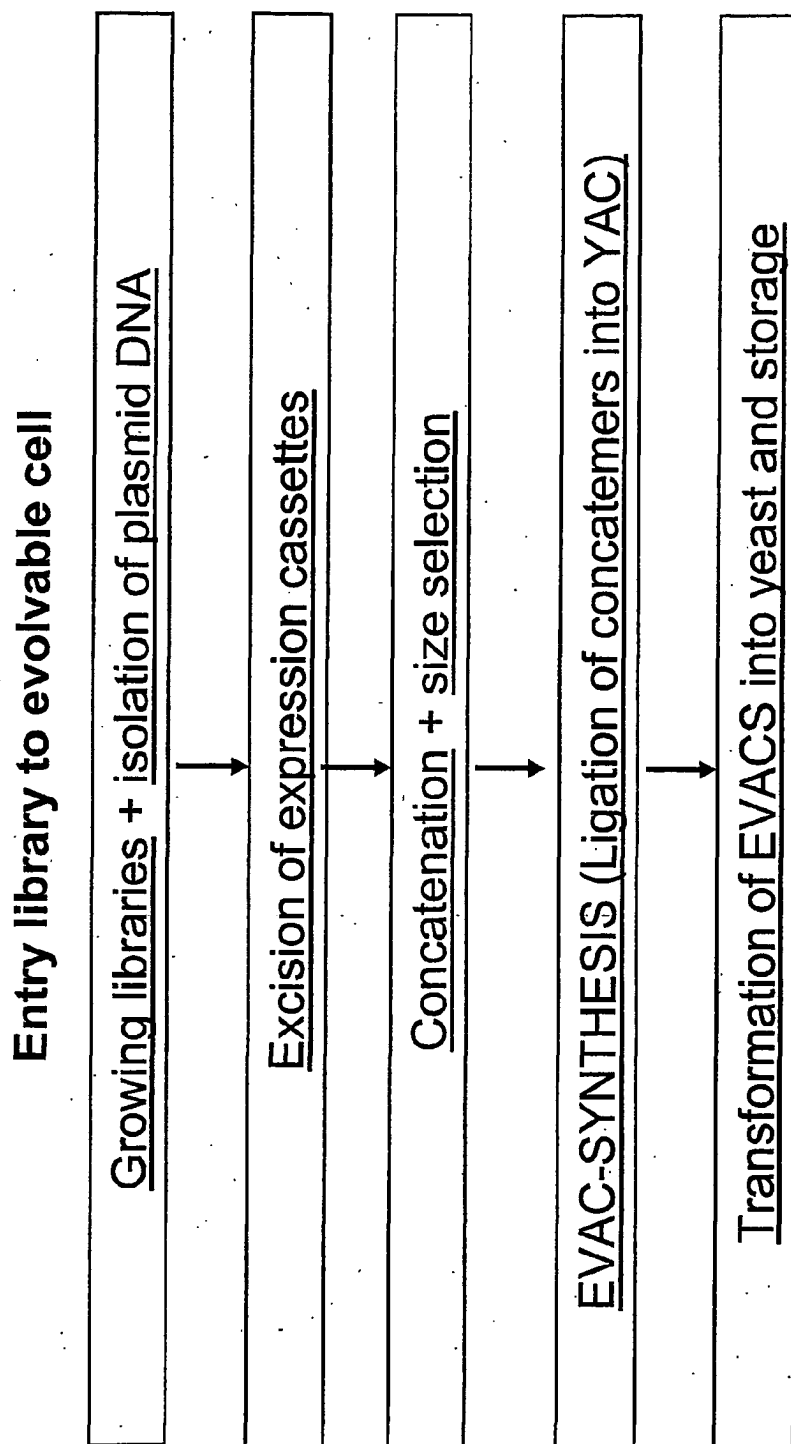 Entry library to evolvable cell
Growing libraries + isolation of plasmid DNA
Excision of expression cassettes
Concatenation + size selection
EVAC-SYNTHESIS (Ligation of concatemers into YAC)
Transformation of EVACS into yeast and storage